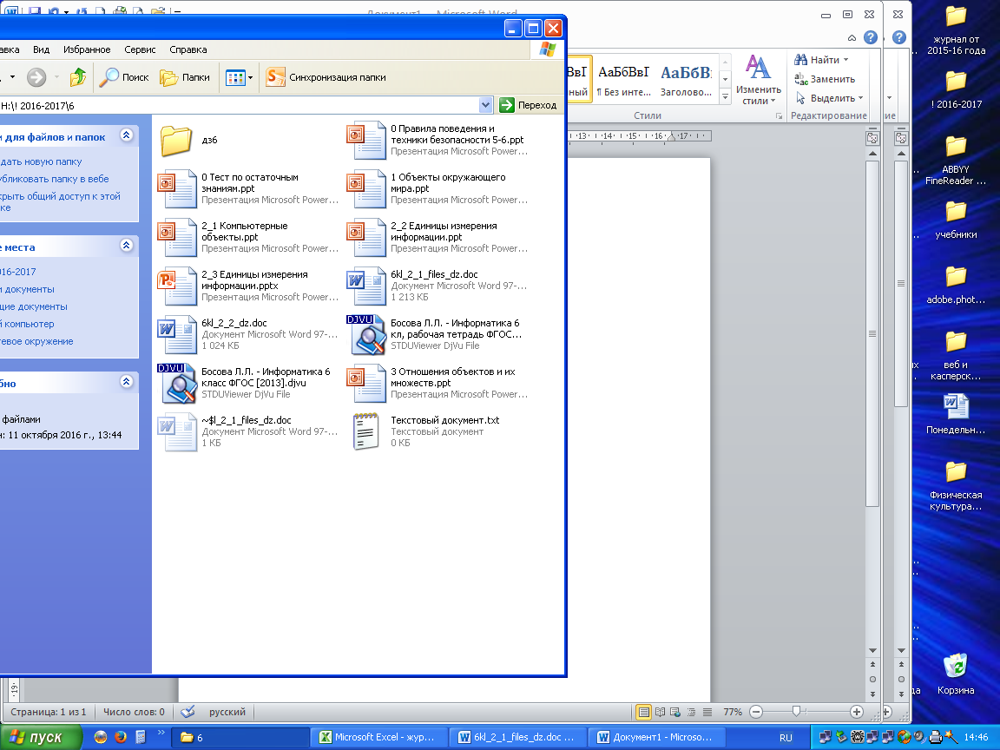 Документ1 - Microsoft Word
авка Вид Избранное Сервис Справка
Поиск Папки Синхронизация папки
H:\! 2016-2017\6 Переход
и для файлов и папок
дать новую папку
убликовать папку в вебе
крыть общий доступ к этой
ке
е места
016-2017
и документы
щие документы
й компьютер
тевое окружение
бно
файлами
н: 11 октября 2016 г., 13:44
дз6
0 Правила поведения и
техники безопасности 5-6.ppt
Презентация Microsoft Power...
0 Тест по остаточным
знаниям.ppt
Презентация Microsoft Power...
1 Объекты окружающего
мира.ppt
Презентация Microsoft Power...
2_1 Компьютерные
объекты.ppt
Презентация Microsoft Power...
2_2 Единицы измерения
информации.ppt
Презентация Microsoft Power...
2_3 Единицы измерения
информации.pptx
Презентация Microsoft Power...
6kl_2_1_files_dz.doc
Документ Microsoft Word 97-...
1 213 КБ
6kl_2_2_dz.doc
Документ Microsoft Word 97-...
1 024 КБ
DJVU
Босова Л.Л. - Информатика 6
кл, рабочая тетрадь ФГОС...
STDUViewer DjVu File
DJVU
Босова Л.Л. - Информатика 6
класс ФГОС [2013].djvu
STDUViewer DjVu File
3 Отношения объектов и их
множеств.ppt
Презентация Microsoft Power...
~$l_2_1_files_dz.doc
Документ Microsoft Word 97-...
1 КБ
Текстовый документ.txt
Текстовый документ
0 КБ
БвІ АаБбВвІ АаБбВ
ный ¶ Без инте... Заголово...
Изменить
стили
Стили
Найти
Заменить
Выделить
Редактирование
ие
13 14 15 16 17
19
Страница: 1 из 1 Число слов: 0 русский 77%
журнал от
2015-16 года
! 2016-2017
ABBYY
FineReader ...
учебники
adobe.phot...
веб и
касперск...
Понедельн...
Физическая
культура...
Корзина
пуск 6 Microsoft Excel - жур... 6kl_2_1_files_dz.doc ... Документ1 - Microso... RU 14:46